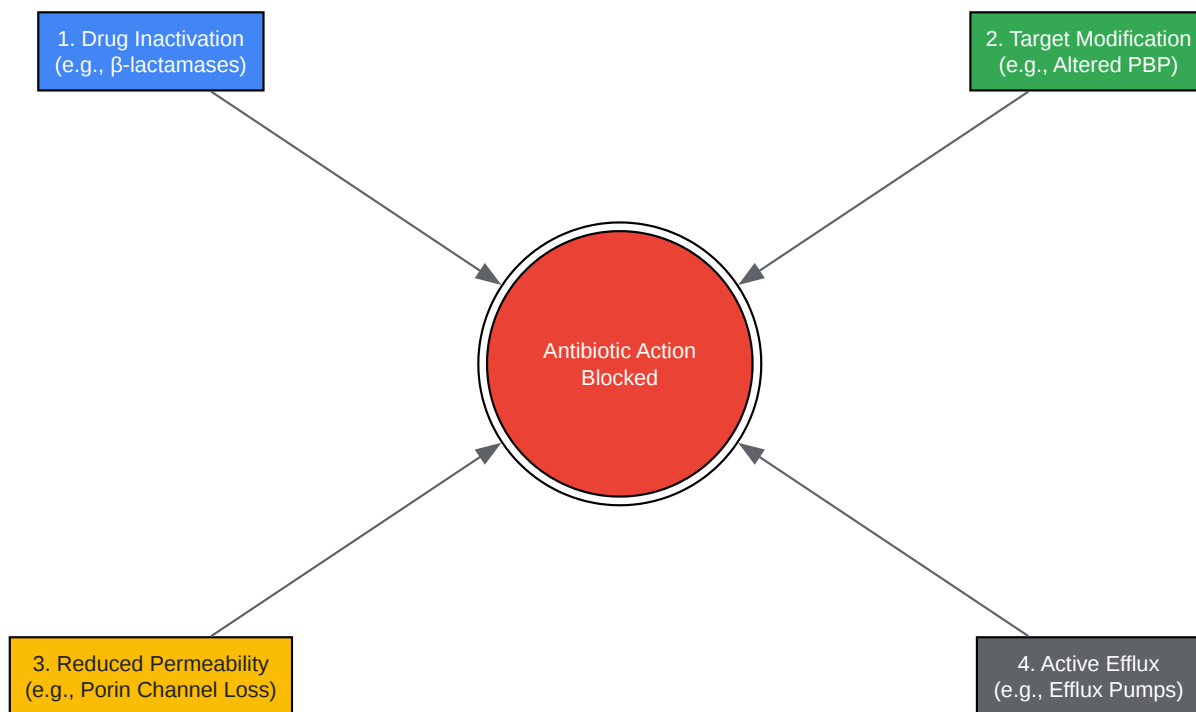 1. Drug Inactivation
(e.g., β-lactamases)
2. Target Modification
(e.g., Altered PBP)
Antibiotic Action
Blocked
3. Reduced Permeability
(e.g., Porin Channel Loss)
4. Active Efflux
(e.g., Efflux Pumps)